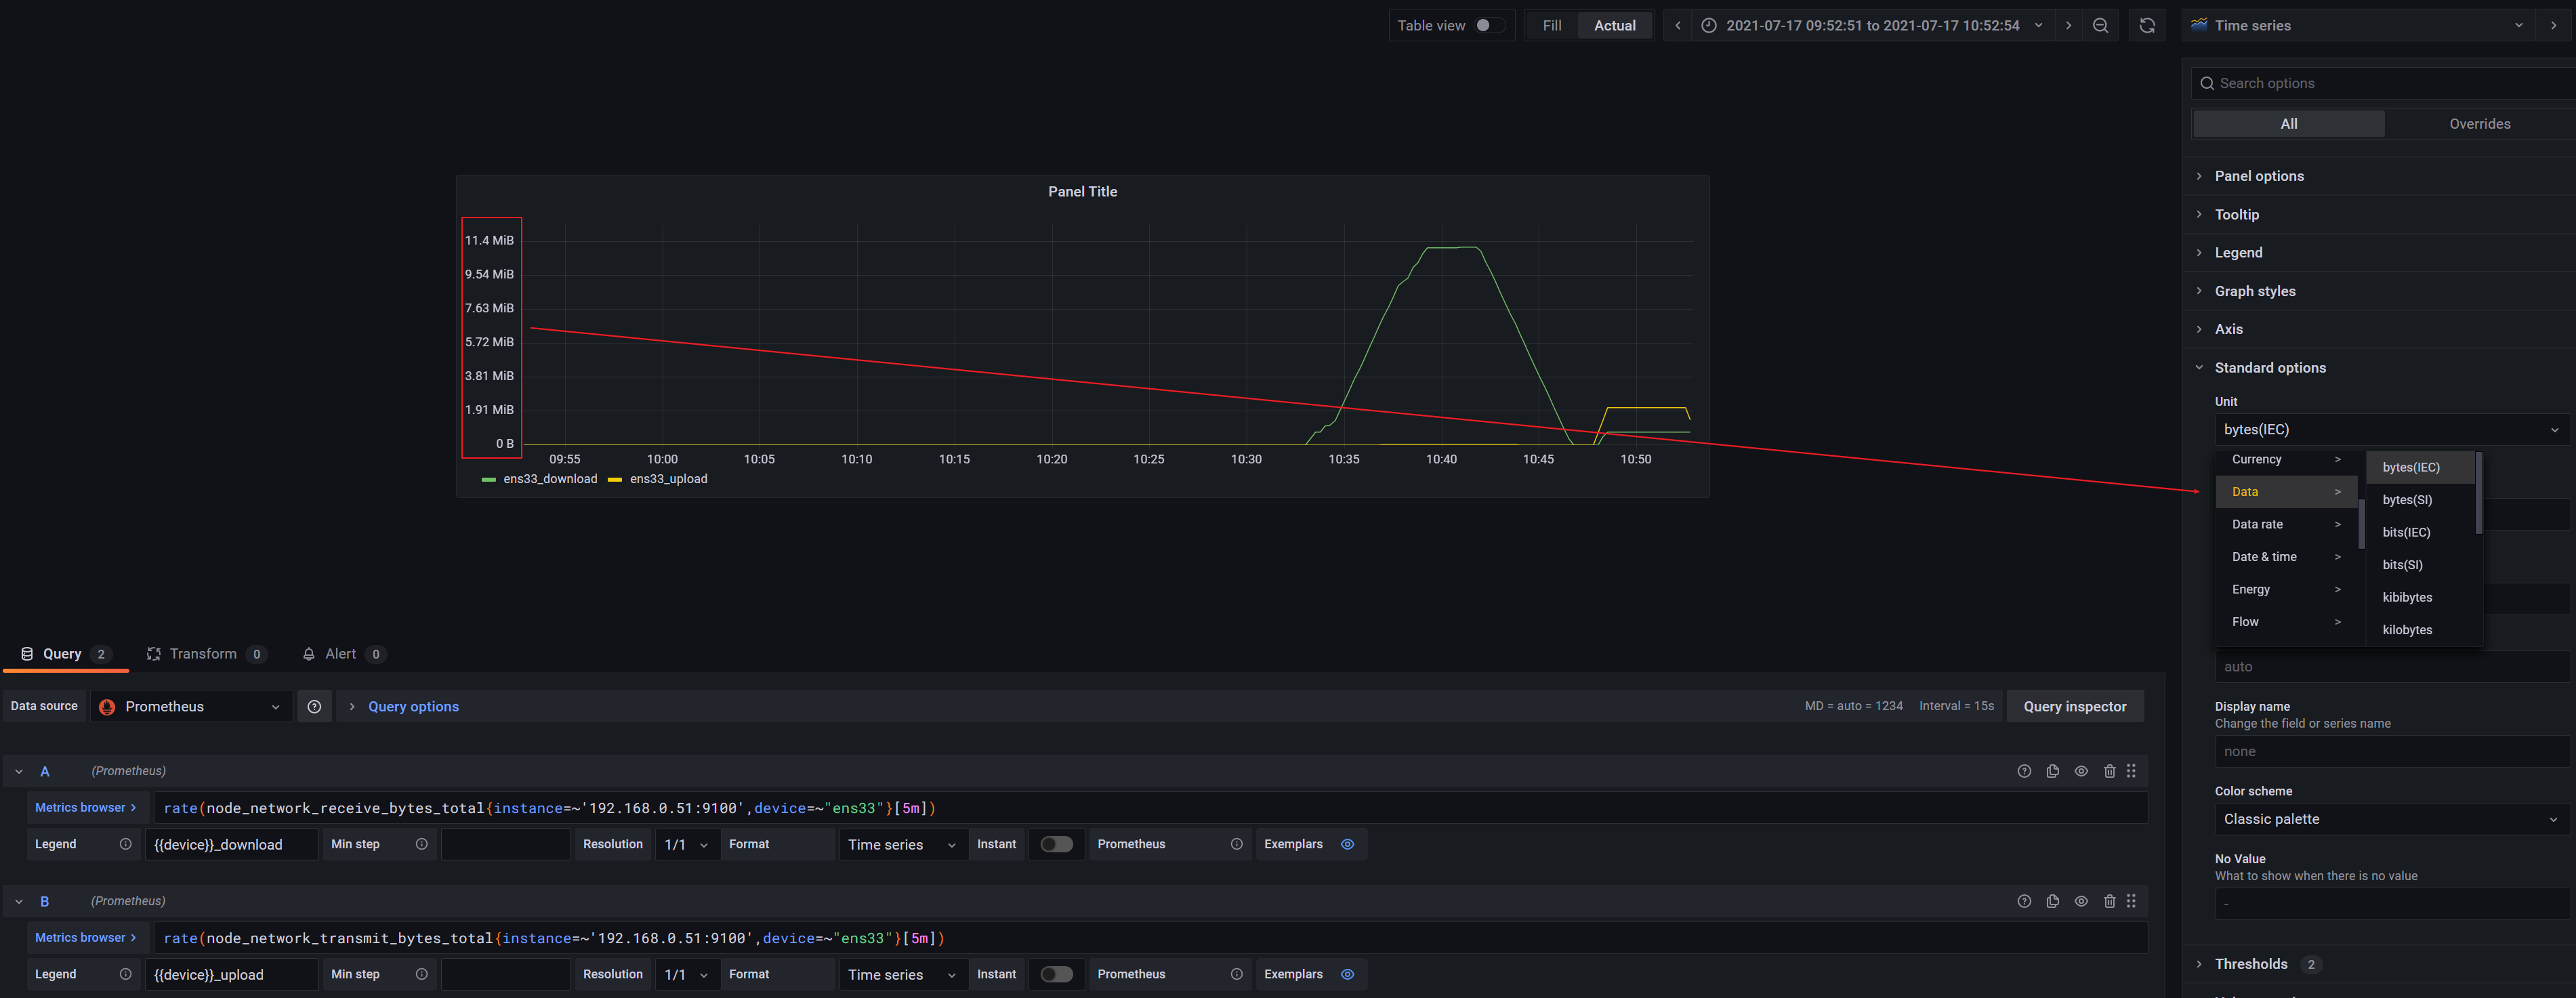 Table view
Fill
Actual
2021-07-17 09:52:51 to 2021-07-17 10:52:54
Time series
Search options
All
Overrides
Panel options
Tooltip
Legend
Graph styles
Axis
Standard options
Unit
bytes(IEC)
Currency >
Data >
Data rate >
Date & time >
Energy >
Flow >
bytes(IEC)
bytes(SI)
bits(IEC)
bits(SI)
kibibytes
kilobytes
auto
Display name
Change the field or series name
none
Color scheme
Classic palette
No Value
What to show when there is no value
-
Thresholds 2
Panel Title
11.4 MiB
9.54 MiB
7.63 MiB
5.72 MiB
3.81 MiB
1.91 MiB
0 B
09:55 10:00 10:05 10:10 10:15 10:20 10:25 10:30 10:35 10:40 10:45 10:50
ens33_download ens33_upload
Query 2 Transform 0 Alert 0
Data source Prometheus Query options MD = auto = 1234 Interval = 15s Query inspector
A (Prometheus)
Metrics browser > rate(node_network_receive_bytes_total{instance=~'192.168.0.51:9100',device=~"ens33"}[5m])
Legend {{device}}_download Min step Resolution 1/1 Format Time series Instant Prometheus Exemplars
B (Prometheus)
Metrics browser > rate(node_network_transmit_bytes_total{instance=~'192.168.0.51:9100',device=~"ens33"}[5m])
Legend {{device}}_upload Min step Resolution 1/1 Format Time series Instant Prometheus Exemplars